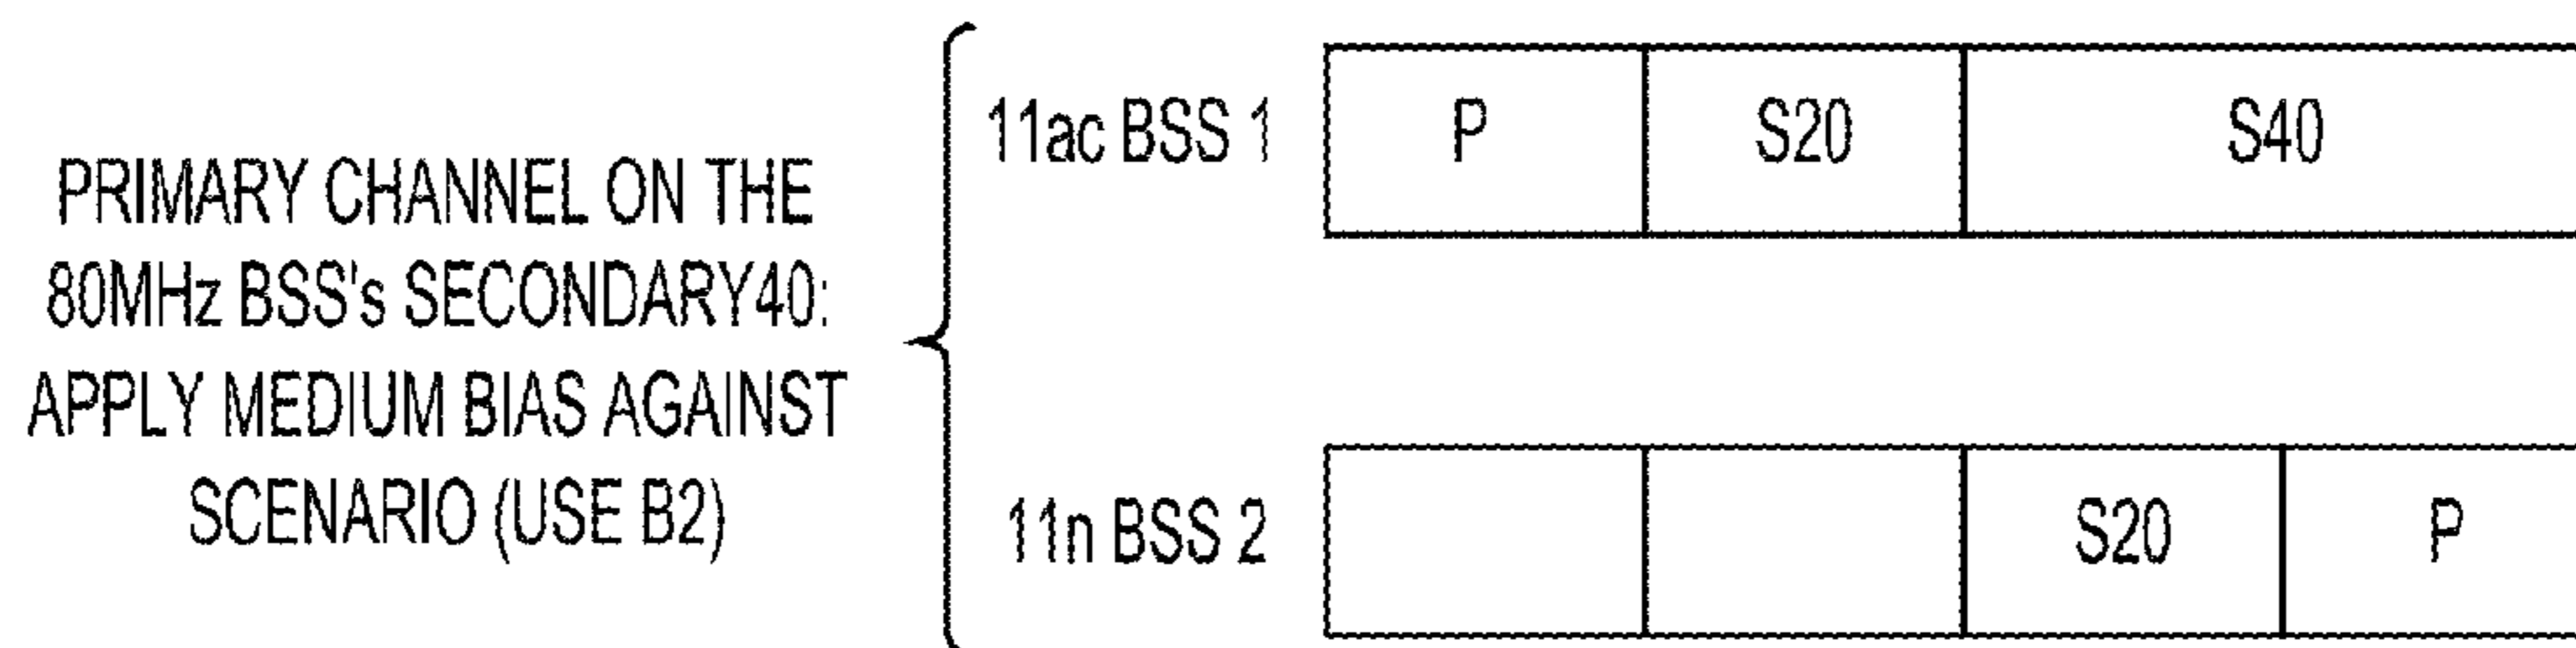 PRIMARY CHANNEL ON THE
80MHz BSS's SECONDARY40:
APPLY MEDIUM BIAS AGAINST
SCENARIO (USE B2)
11ac BSS 1 P S20 S40
11n BSS 2 S20 P